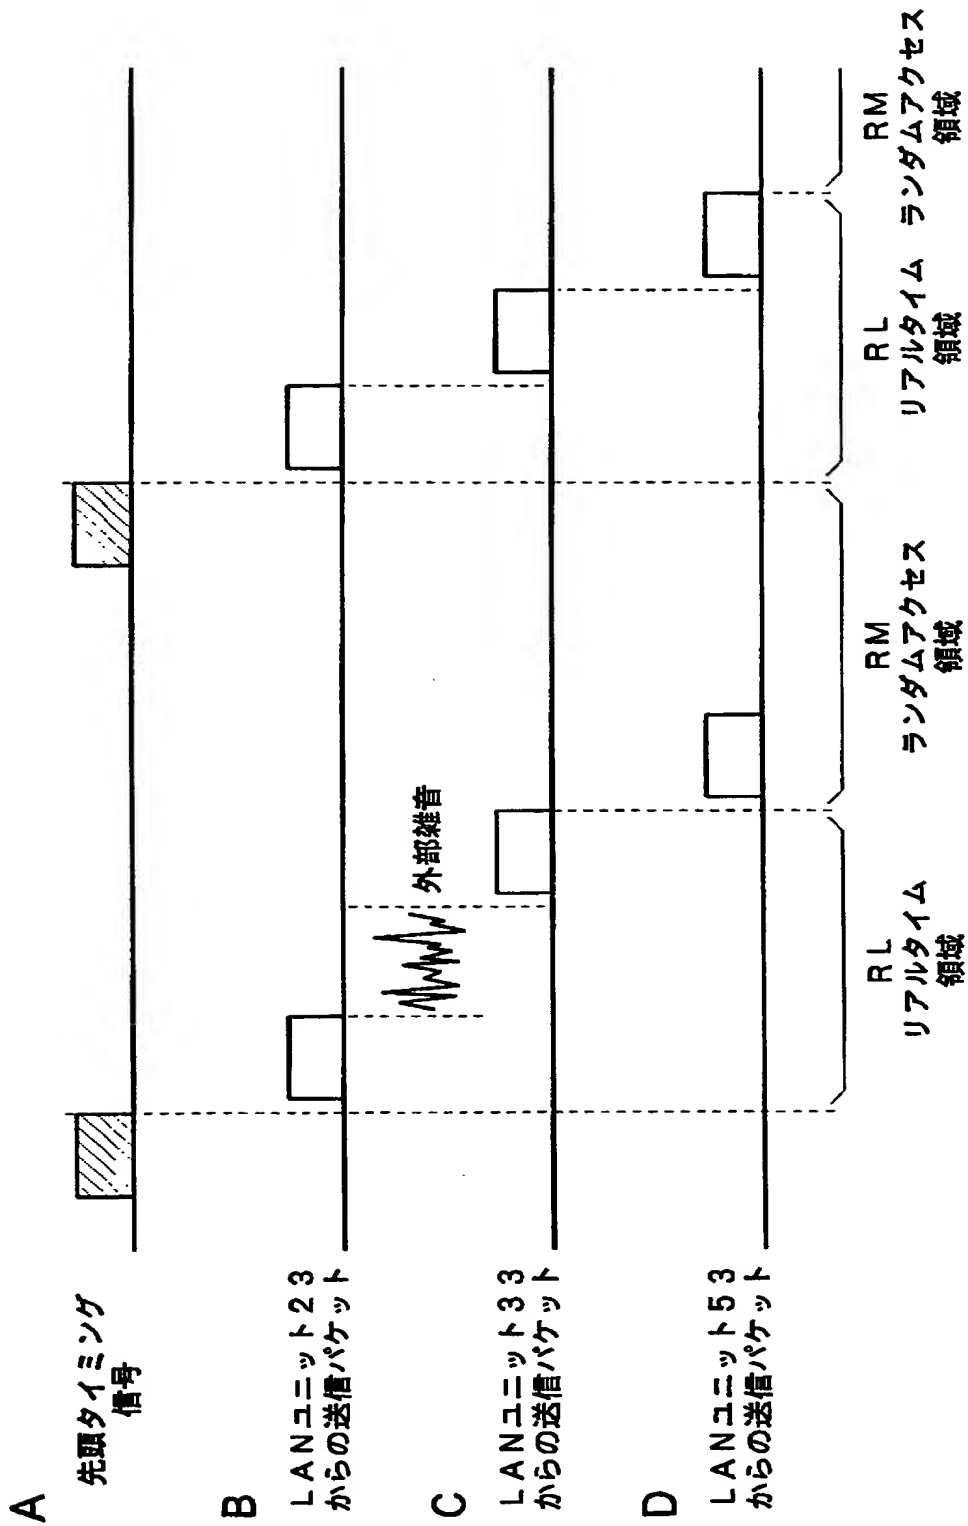 A
先頭タイミング
信号
B
LANユニット23
からの送信パケット
外部雑音
C
LANユニット33
からの送信パケット
D
LANユニット53
からの送信パケット
RL
リアルタイム
領域
RM
ランダムアクセス
領域
RL
リアルタイム
領域
RM
ランダムアクセス
領域